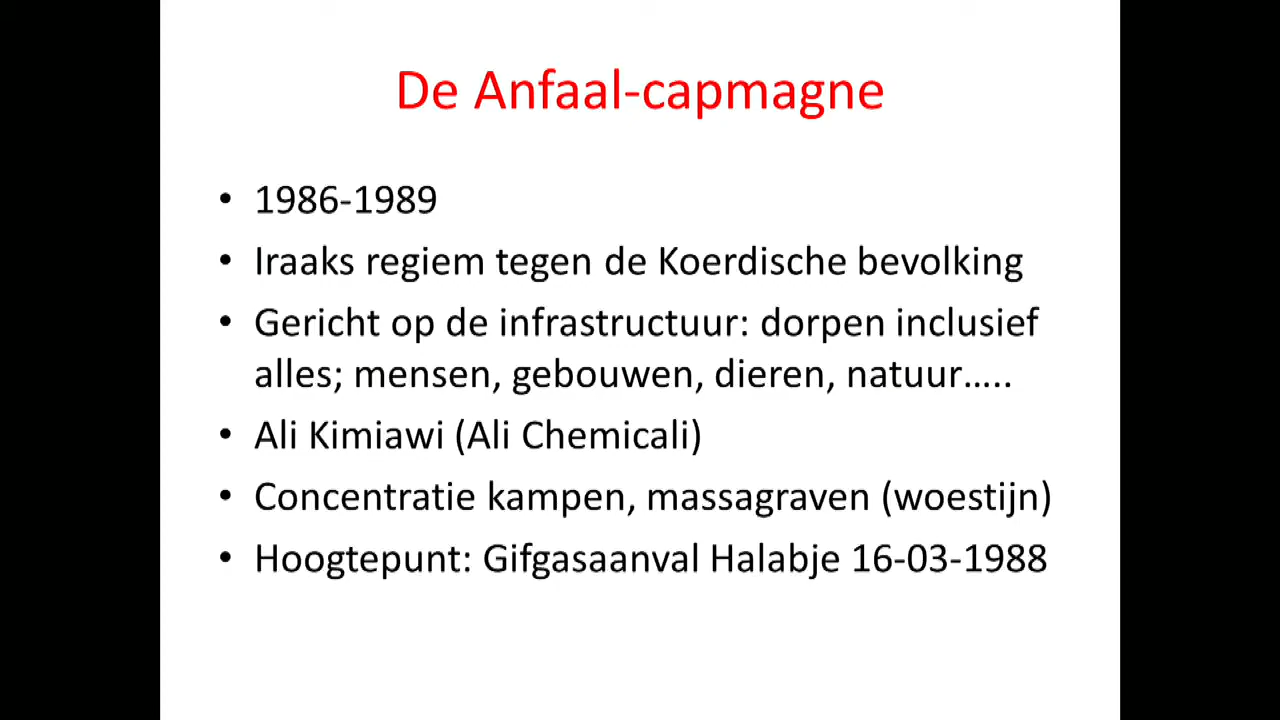 De Anfaal-capmagne
• 1986-1989
• Iraaks regiem tegen de Koerdische bevolking
• Gericht op de infrastructuur: dorpen inclusief
alles; mensen, gebouwen, dieren, natuur…..
• Ali Kimiawi (Ali Chemicali)
• Concentratie kampen, massagraven (woestijn)
• Hoogtepunt: Gifgasaanval Halabje 16-03-1988